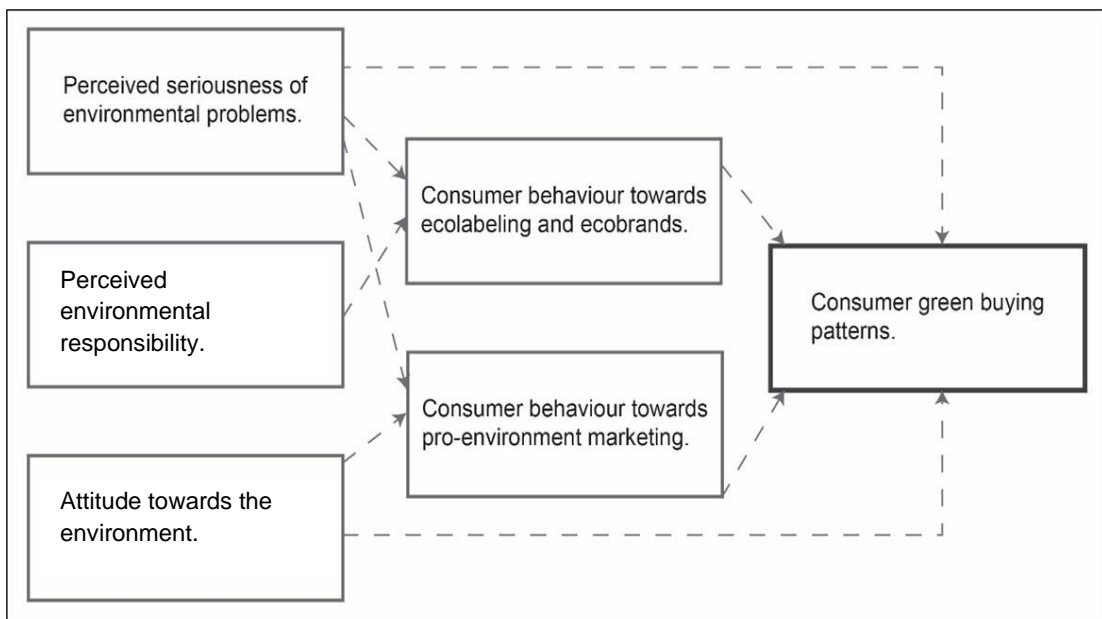 Perceived seriousness of
environmental problems.
Perceived
environmental
responsibility.
Attitude towards the
environment.
Consumer behaviour towards
ecolabeling and ecobrands.
Consumer behaviour towards
pro-environment marketing.
Consumer green buying
patterns.